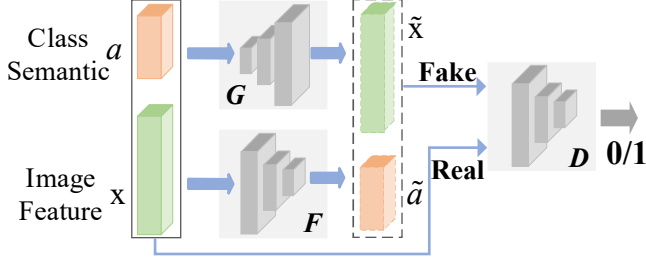 Class
Semantic a
G
x̃
Fake
D
0/1
Image
Feature x
F
ã
Real